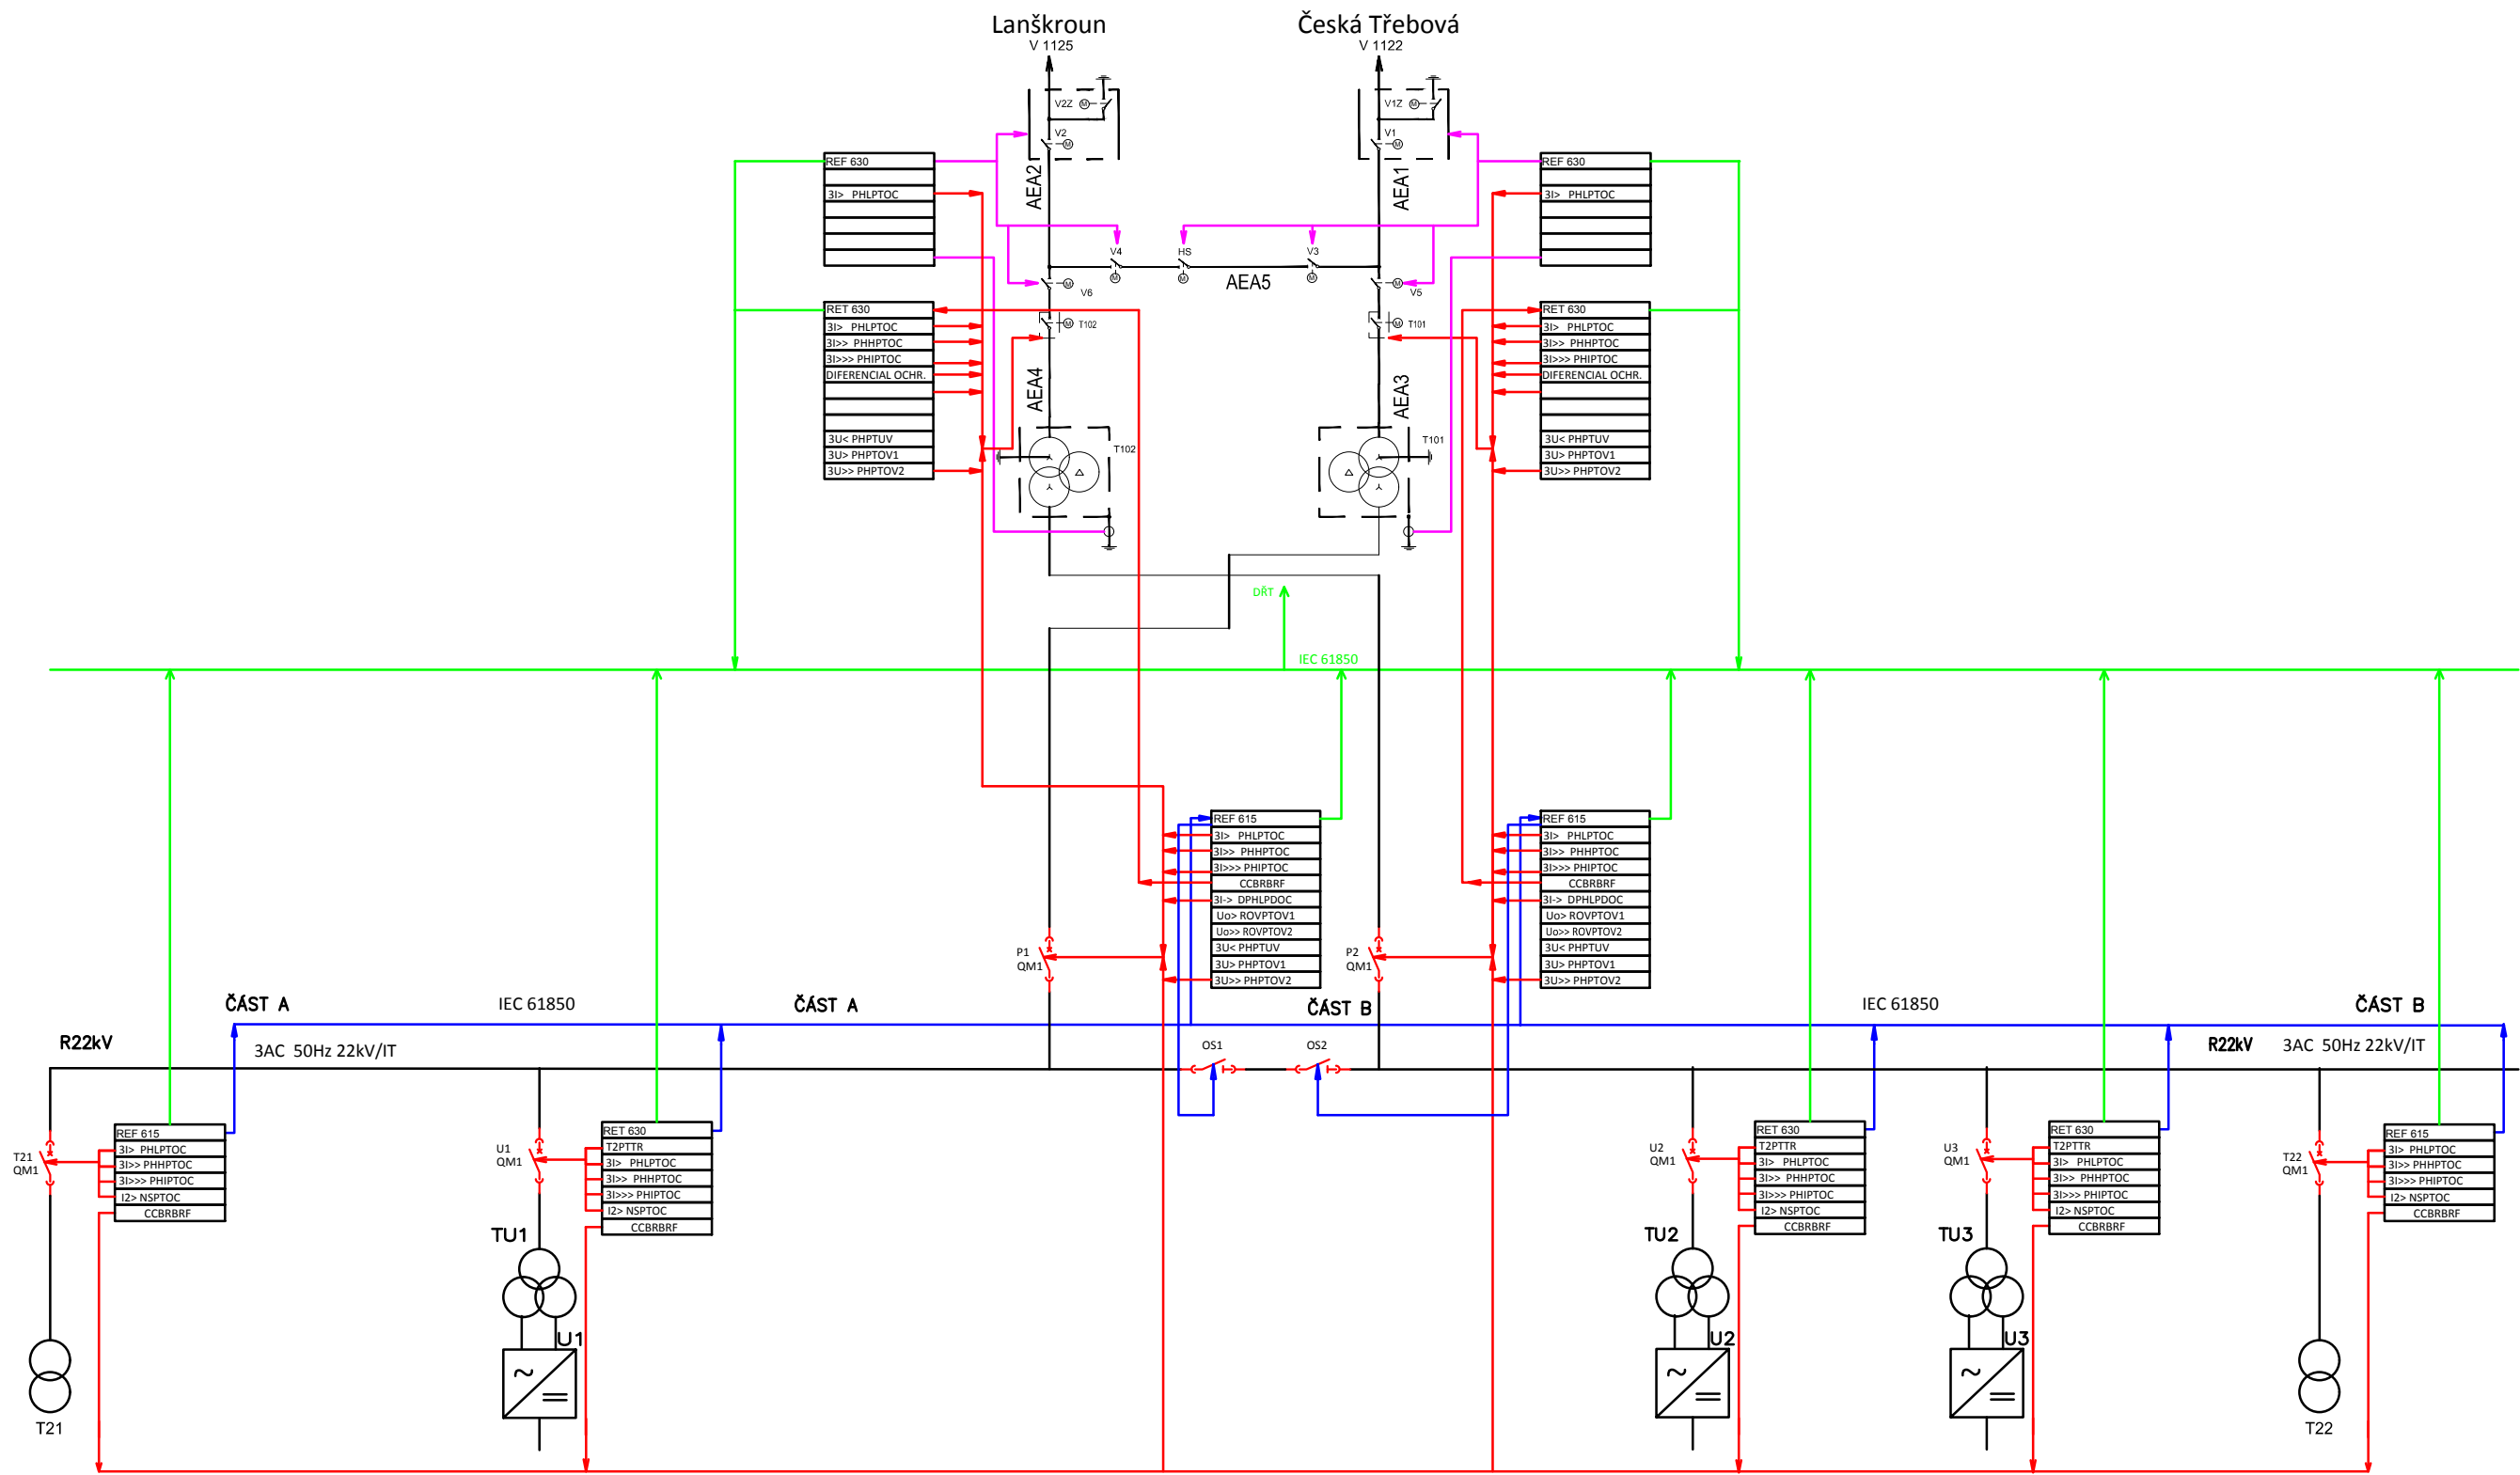 Lanškroun
V 1125
Česká Třebová
V 1122
V2Z
M
V2
M
V1Z
M
V1
M
AEA2
AEA1
REF 630
3I> PHLPTOC
REF 630
3I> PHLPTOC
V4
M
HS
M
V3
M
AEA5
M
V6
M
V5
RET 630
3I> PHLPTOC
3I>> PHHPTOC
3I>>> PHIPTOC
DIFERENCIAL OCHR.
3U< PHPTUV
3U> PHPTOV1
3U>> PHPTOV2
M
T102
M
T101
RET 630
3I> PHLPTOC
3I>> PHHPTOC
3I>>> PHIPTOC
DIFERENCIAL OCHR.
3U< PHPTUV
3U> PHPTOV1
3U>> PHPTOV2
AEA4
AEA3
T102
T101
DŘT
IEC 61850
REF 615
3I> PHLPTOC
3I>> PHHPTOC
3I>>> PHIPTOC
CCBRBRF
3I-> DPHLPDOC
Uo> ROVPTOV1
Uo>> ROVPTOV2
3U< PHPTUV
3U> PHPTOV1
3U>> PHPTOV2
REF 615
3I> PHLPTOC
3I>> PHHPTOC
3I>>> PHIPTOC
CCBRBRF
3I-> DPHLPDOC
Uo> ROVPTOV1
Uo>> ROVPTOV2
3U< PHPTUV
3U> PHPTOV1
3U>> PHPTOV2
P1
QM1
P2
QM1
ČÁST A
IEC 61850
ČÁST A
ČÁST B
IEC 61850
ČÁST B
R22kV
3AC 50Hz 22kV/IT
OS1
OS2
R22kV
3AC 50Hz 22kV/IT
T21
QM1
REF 615
3I> PHLPTOC
3I>> PHHPTOC
3I>>> PHIPTOC
I2> NSPTOC
CCBRBRF
U1
QM1
RET 630
T2PTTR
3I> PHLPTOC
3I>> PHHPTOC
3I>>> PHIPTOC
I2> NSPTOC
CCBRBRF
U2
QM1
RET 630
T2PTTR
3I> PHLPTOC
3I>> PHHPTOC
3I>>> PHIPTOC
I2> NSPTOC
CCBRBRF
U3
QM1
RET 630
T2PTTR
3I> PHLPTOC
3I>> PHHPTOC
3I>>> PHIPTOC
I2> NSPTOC
CCBRBRF
T22
QM1
REF 615
3I> PHLPTOC
3I>> PHHPTOC
3I>>> PHIPTOC
I2> NSPTOC
CCBRBRF
TU1
TU2
TU3
U1
U2
U3
T21
T22